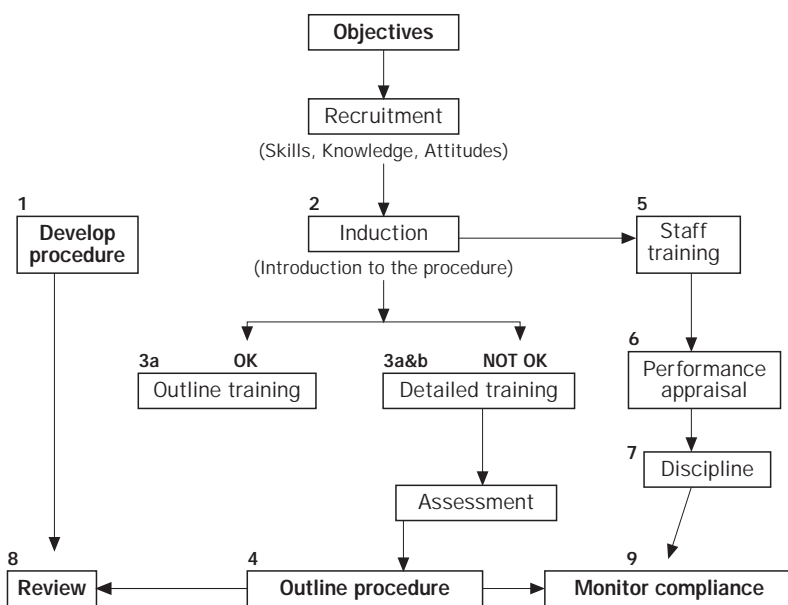 Objectives
Recruitment
(Skills, Knowledge, Attitudes)
1
Develop
procedure
2
Induction
(Introduction to the procedure)
5
Staff
training
3a OK
Outline training
3a&b NOT OK
Detailed training
6
Performance
appraisal
7
Discipline
Assessment
8
Review
4
Outline procedure
9
Monitor compliance